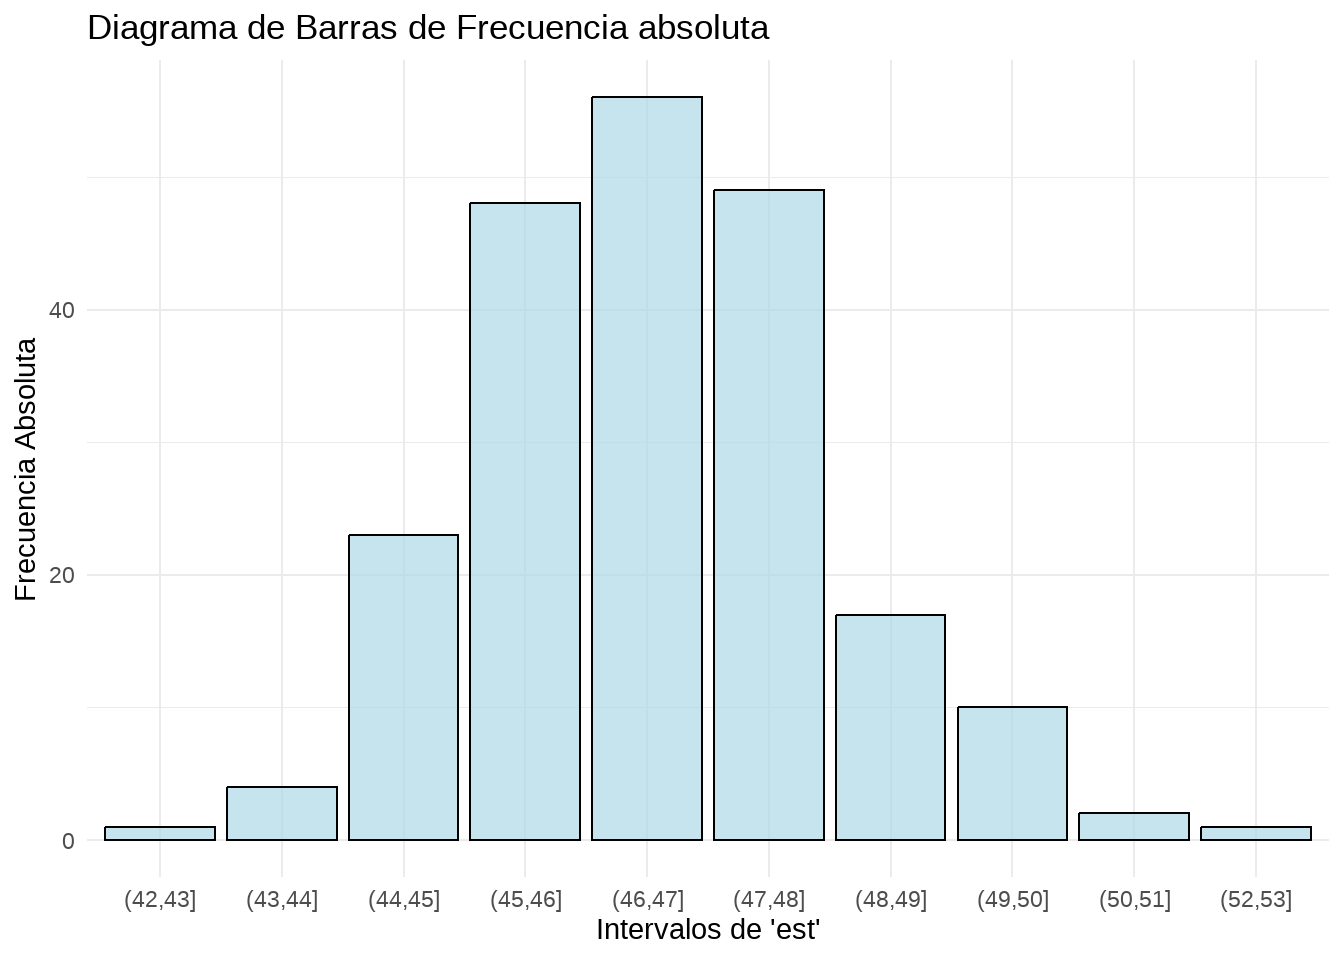 Diagrama de Barras de Frecuencia absoluta
Frecuencia Absoluta
40
20
0
(42,43] (43,44] (44,45] (45,46] (46,47] (47,48] (48,49] (49,50] (50,51] (52,53]
Intervalos de 'est'